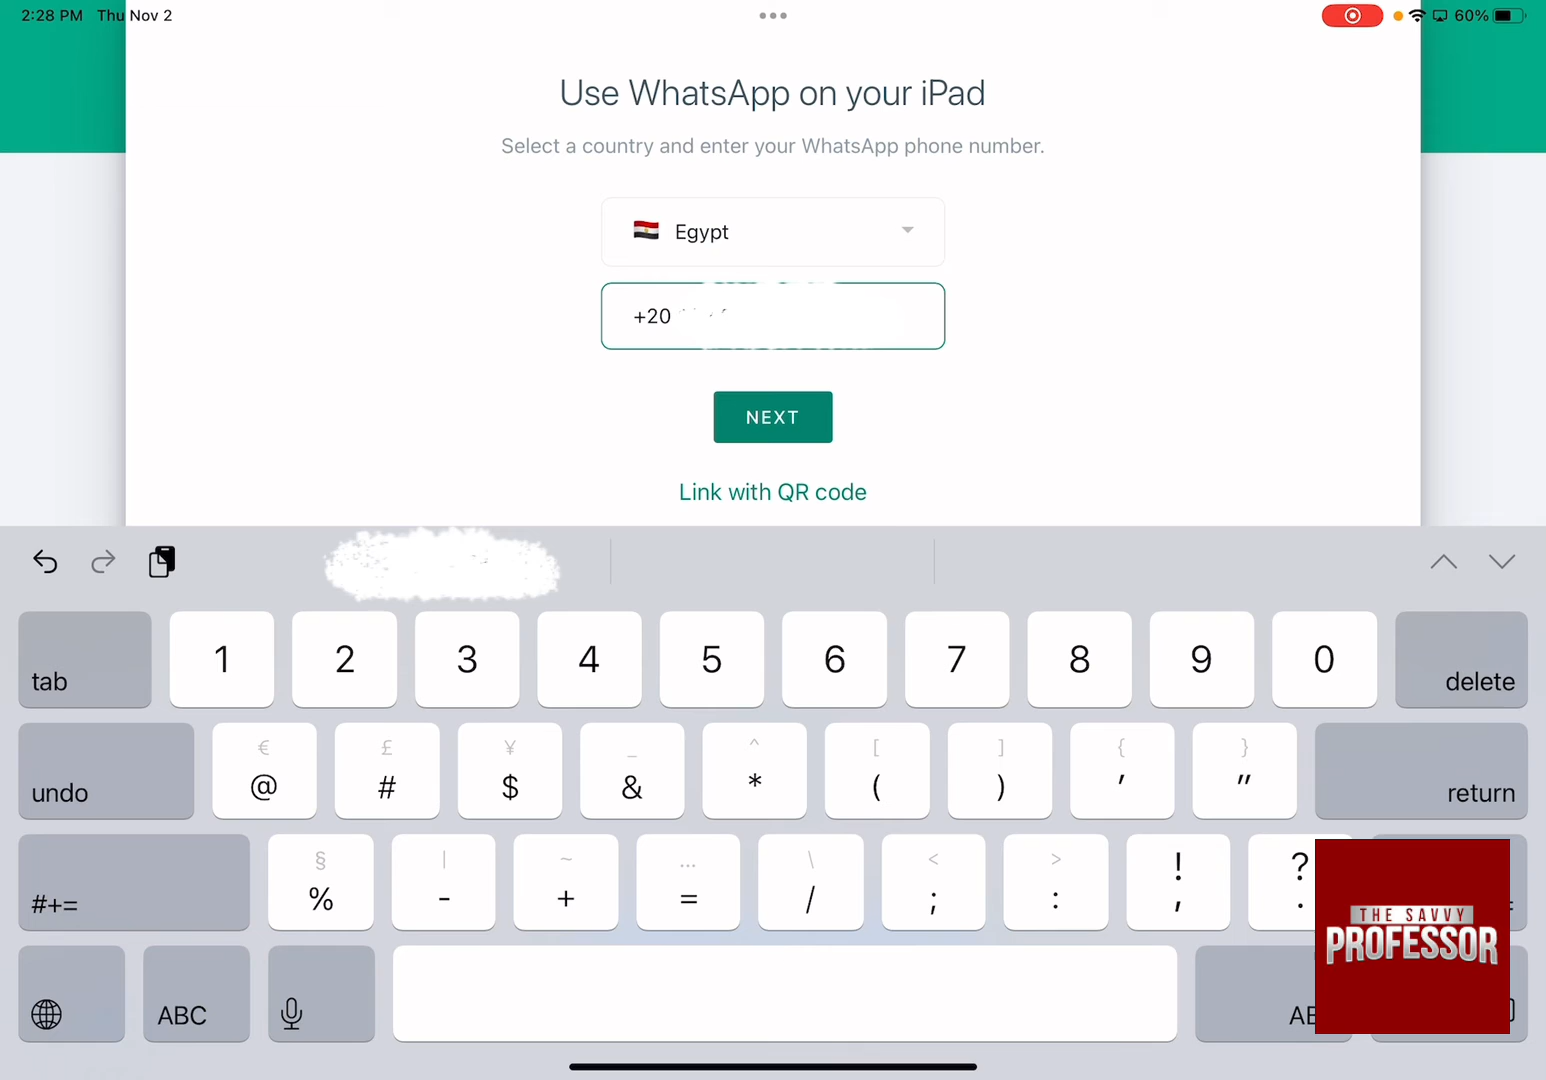 2:28 PM Thu Nov 2
60%
Use WhatsApp on your iPad
Select a country and enter your WhatsApp phone number.
Egypt
+20
NEXT
Link with QR code
tab 1 2 3 4 5 6 7 8 9 0 delete
€ £ ¥ _ ^ [ ] { }
undo @ # $ & * ( ) ' " return
§ | ~ … \ < > ! ?
#+= % - + = / ; : , .
ABC
THE SAVVY
PROFESSOR